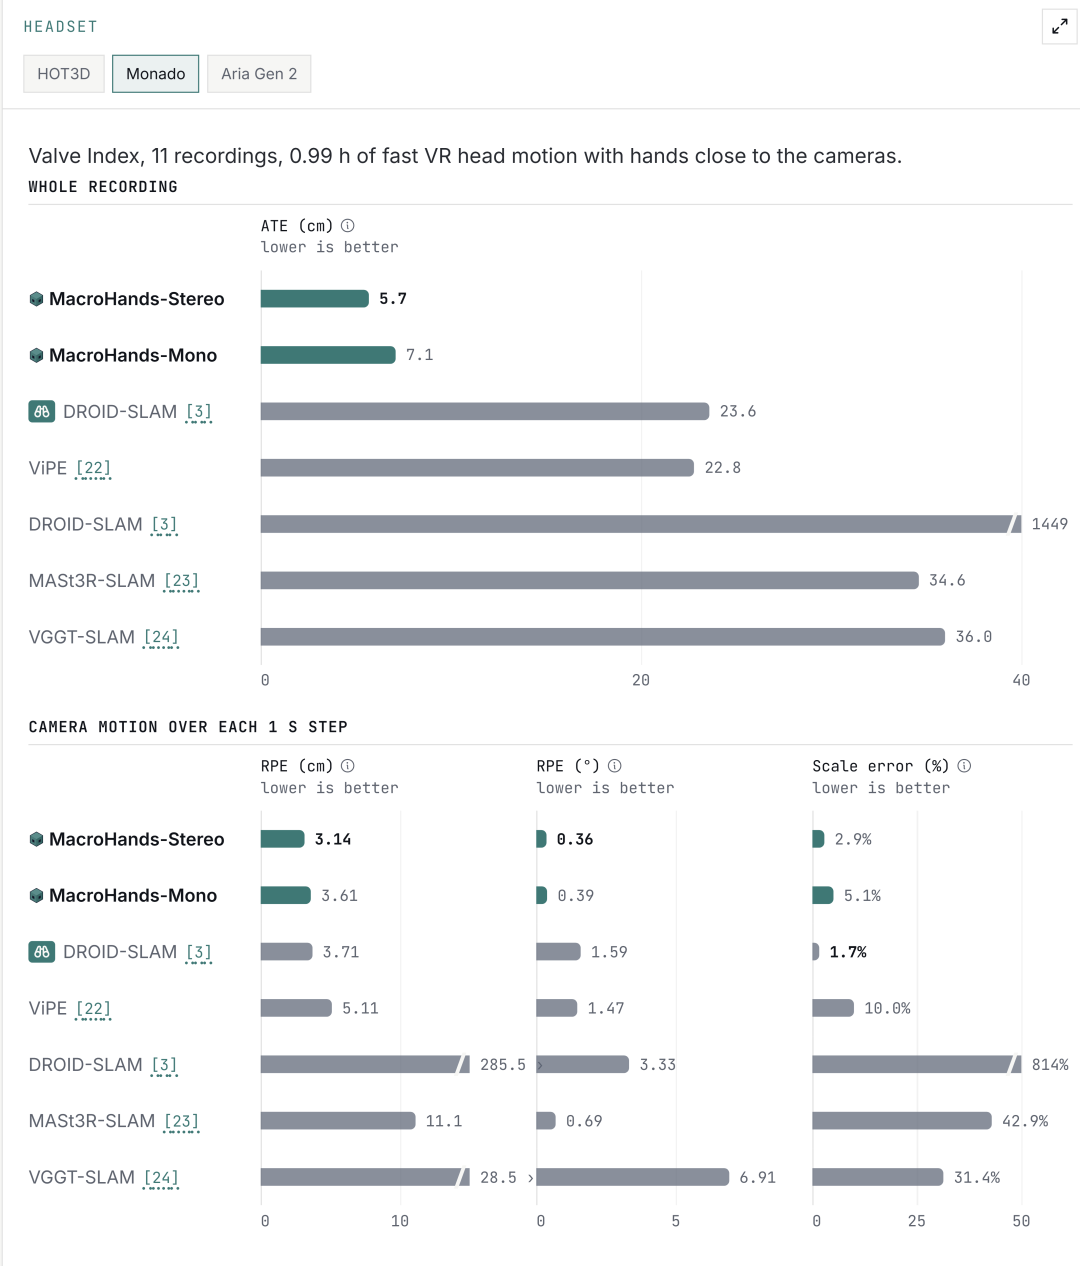 HEADSET
HOT3D Monado Aria Gen 2
Valve Index, 11 recordings, 0.99 h of fast VR head motion with hands close to the cameras.
WHOLE RECORDING
ATE (cm)
lower is better
MacroHands-Stereo 5.7
MacroHands-Mono 7.1
DROID-SLAM [3] 23.6
ViPE [22] 22.8
DROID-SLAM [3] 1449
MASt3R-SLAM [23] 34.6
VGGT-SLAM [24] 36.0
0 20 40
CAMERA MOTION OVER EACH 1 S STEP
RPE (cm) RPE (°) Scale error (%)
lower is better lower is better lower is better
MacroHands-Stereo 3.14 0.36 2.9%
MacroHands-Mono 3.61 0.39 5.1%
DROID-SLAM [3] 3.71 1.59 1.7%
ViPE [22] 5.11 1.47 10.0%
DROID-SLAM [3] 285.5 › 3.33 814%
MASt3R-SLAM [23] 11.1 0.69 42.9%
VGGT-SLAM [24] 28.5 › 6.91 31.4%
0 10 0 5 0 25 50